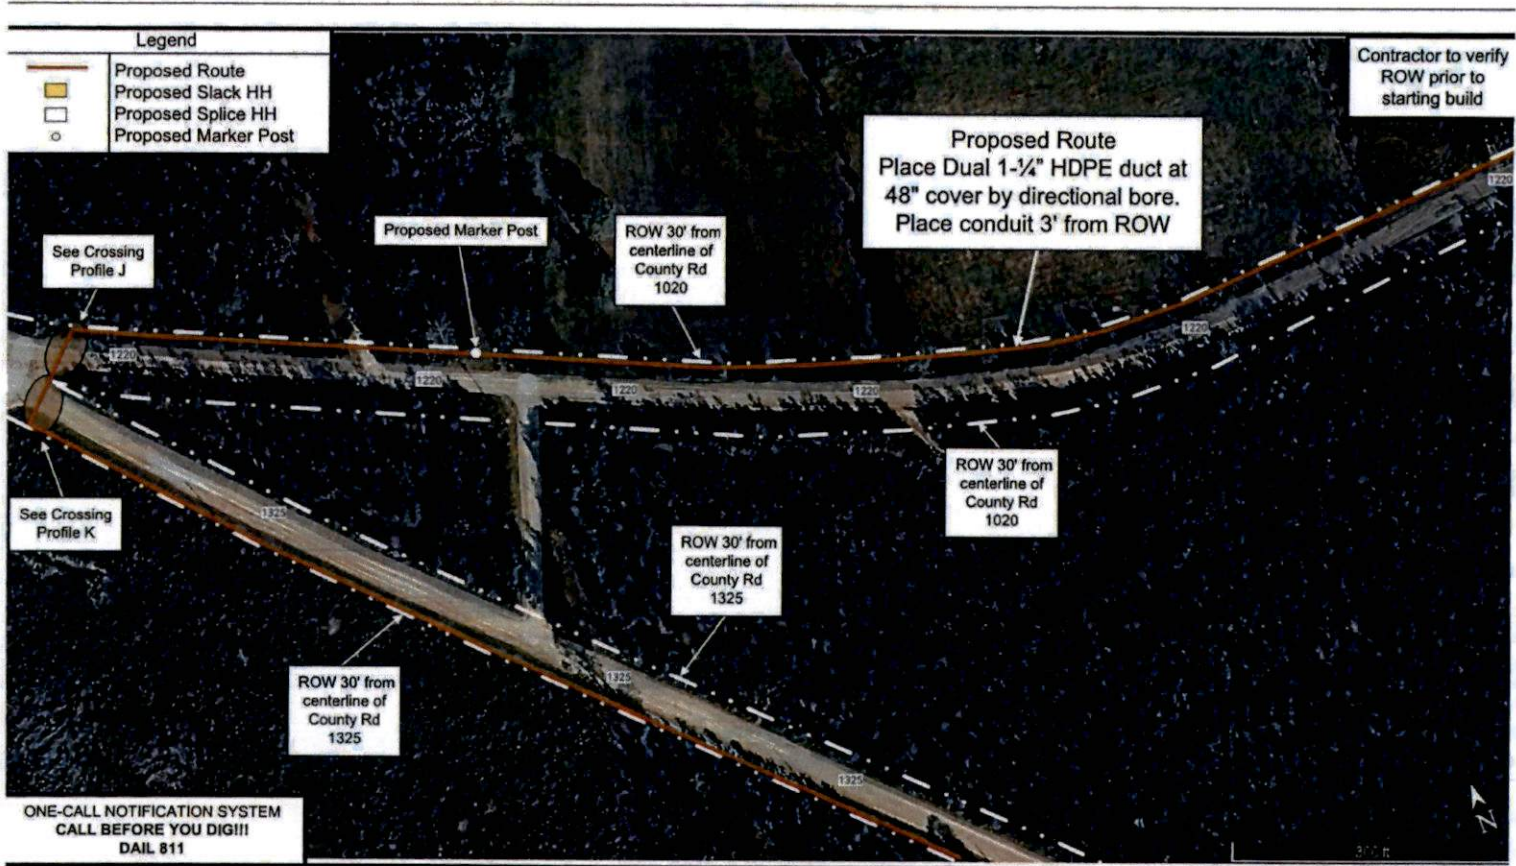 Legend
Proposed Route
Proposed Slack HH
Proposed Splice HH
Proposed Marker Post
Contractor to verify
ROW prior to
starting build
Proposed Route
Place Dual 1-¼" HDPE duct at
48" cover by directional bore.
Place conduit 3' from ROW
1220
See Crossing
Profile J
Proposed Marker Post
ROW 30' from
centerline of
County Rd
1020
1220
1220
1220
1220
1220
ROW 30' from
centerline of
County Rd
1020
See Crossing
Profile K
1325
ROW 30' from
centerline of
County Rd
1325
ROW 30' from
centerline of
County Rd
1325
1325
1325
ONE-CALL NOTIFICATION SYSTEM
CALL BEFORE YOU DIG!!!
DAIL 811
N
300 ft